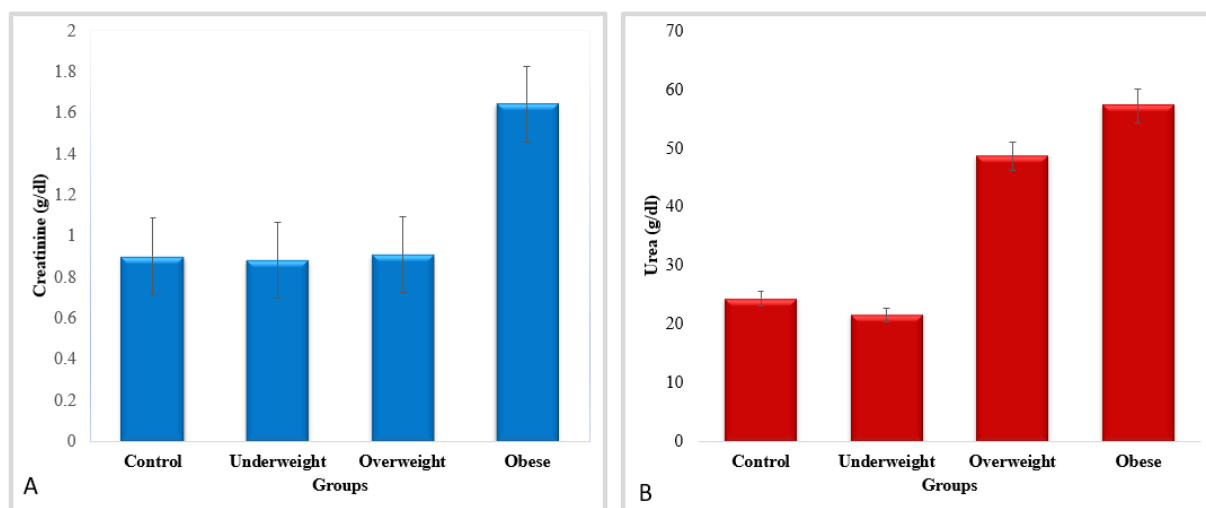 2
1.8
1.6
1.4
1.2
1
0.8
0.6
0.4
0.2
0
Creatinine (g/dl)
Control Underweight Overweight Obese
Groups
A
70
60
50
40
30
20
10
0
Urea (g/dl)
Control Underweight Overweight Obese
Groups
B